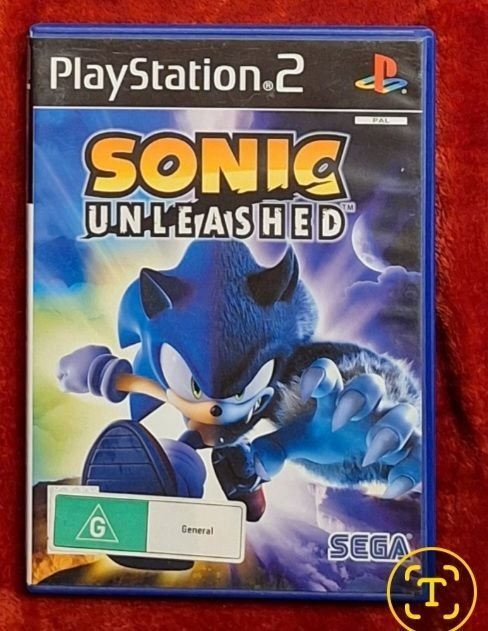 PlayStation®2
PAL
SONIC
UNLEASHED™
G
General
SEGA
T